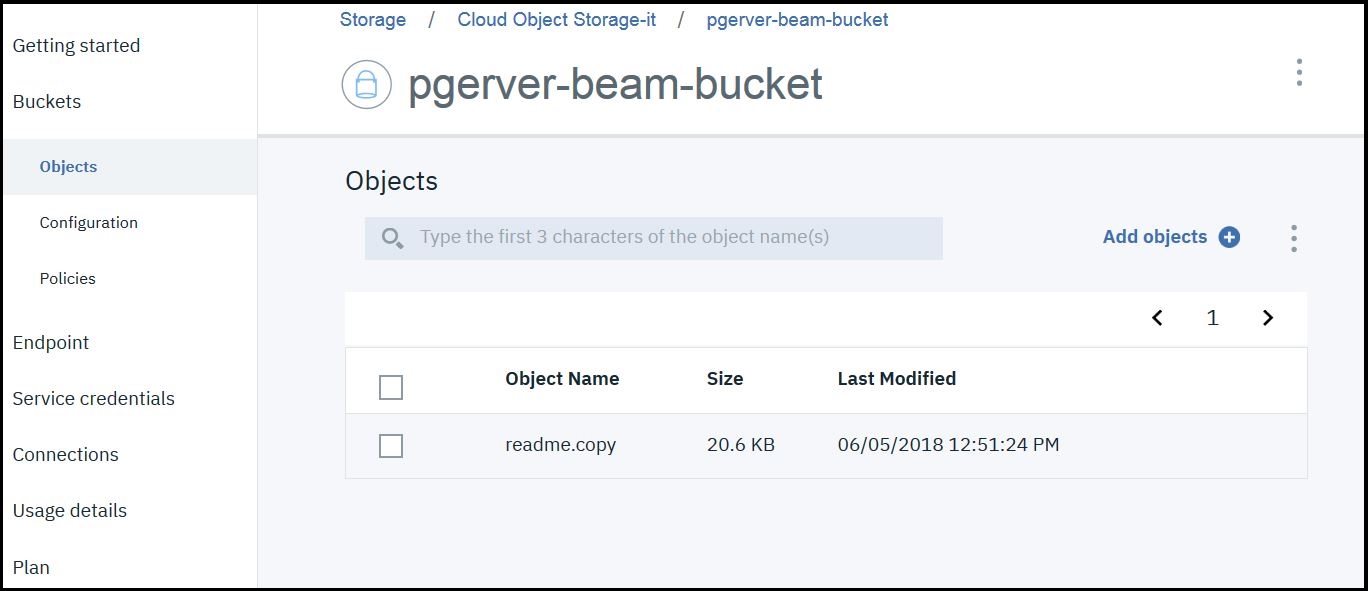 Getting started
Buckets
Objects
Configuration
Policies
Endpoint
Service credentials
Connections
Usage details
Plan
Storage / Cloud Object Storage-it / pgerver-beam-bucket
pgerver-beam-bucket
Objects
Type the first 3 characters of the object name(s)
Add objects
1
Object Name Size Last Modified
readme.copy 20.6 KB 06/05/2018 12:51:24 PM